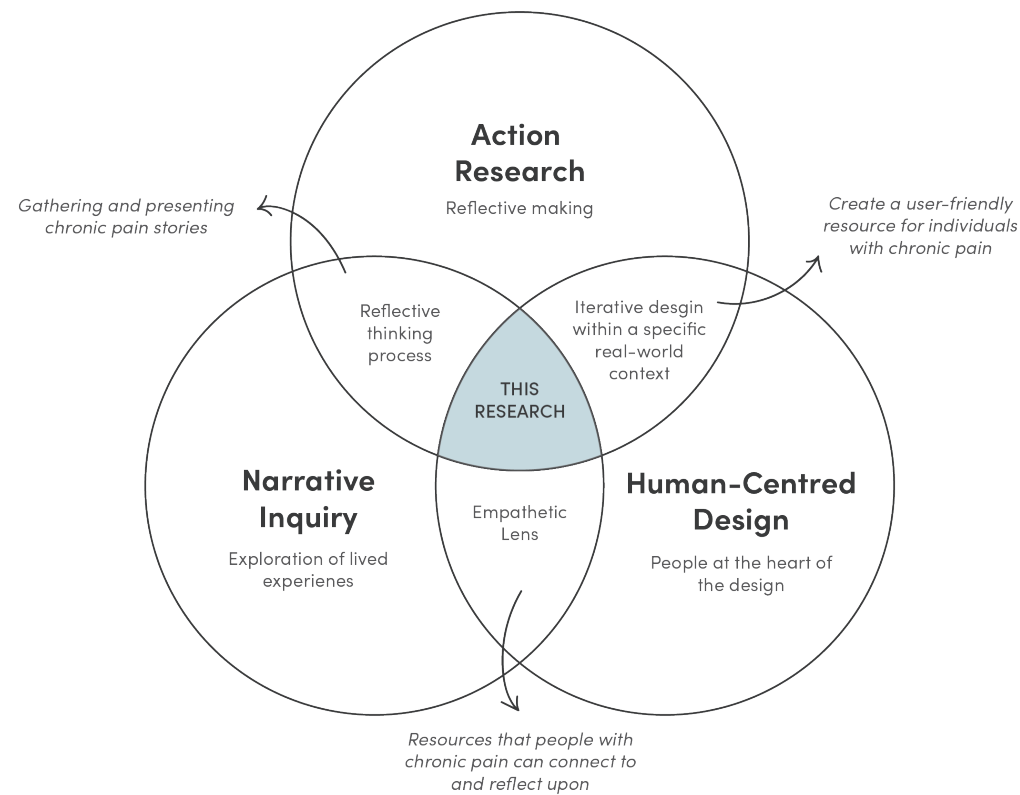 Action
Research
Reflective making
Gathering and presenting
chronic pain stories
Create a user-friendly
resource for individuals
with chronic pain
Reflective
thinking
process
Iterative desgin
within a specific
real-world
context
THIS
RESEARCH
Narrative
Inquiry
Exploration of lived
experienes
Empathetic
Lens
Human-Centred
Design
People at the heart of
the design
Resources that people with
chronic pain can connect to
and reflect upon